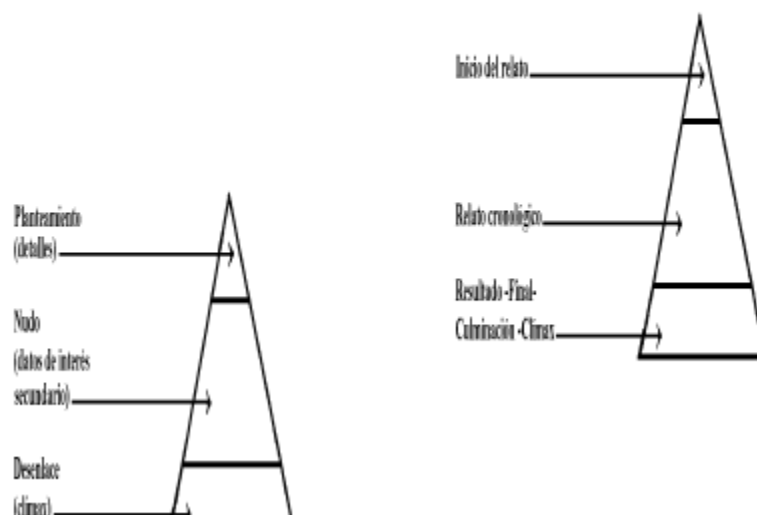 Planteamiento
(detalles)
Nudo
(datos de interés
secundario)
Desenlace
(clímax)
Inicio del relato
Relato cronológico
Resultado -Final-
Culminación -Clímax